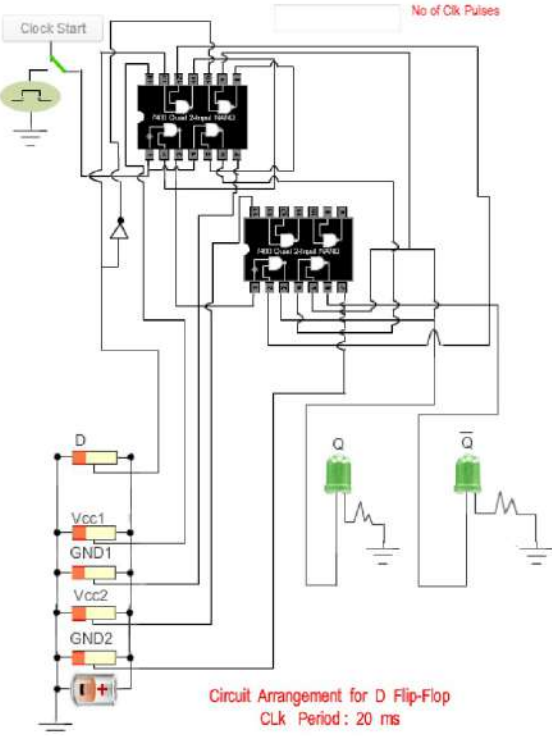 No of Clk Pulses
Clock Start
7400 Quad 2-Input NAND
7400 Quad 2-Input NAND
D
Q
Q
Vcc1
GND1
Vcc2
GND2
Circuit Arrangement for D Flip-Flop
CLk Period : 20 ms